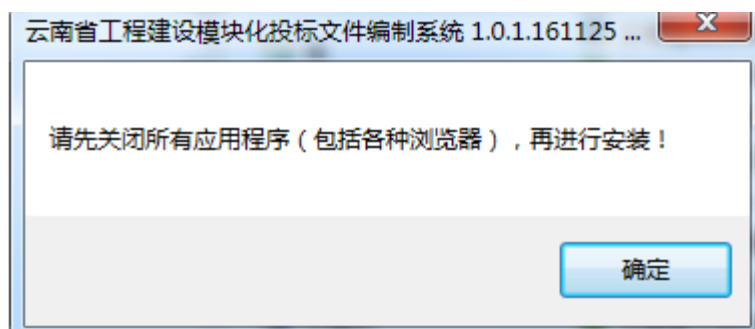 云南省工程建设模块化投标文件编制系统 1.0.1.161125 ...
请先关闭所有应用程序（包括各种浏览器），再进行安装！
确定